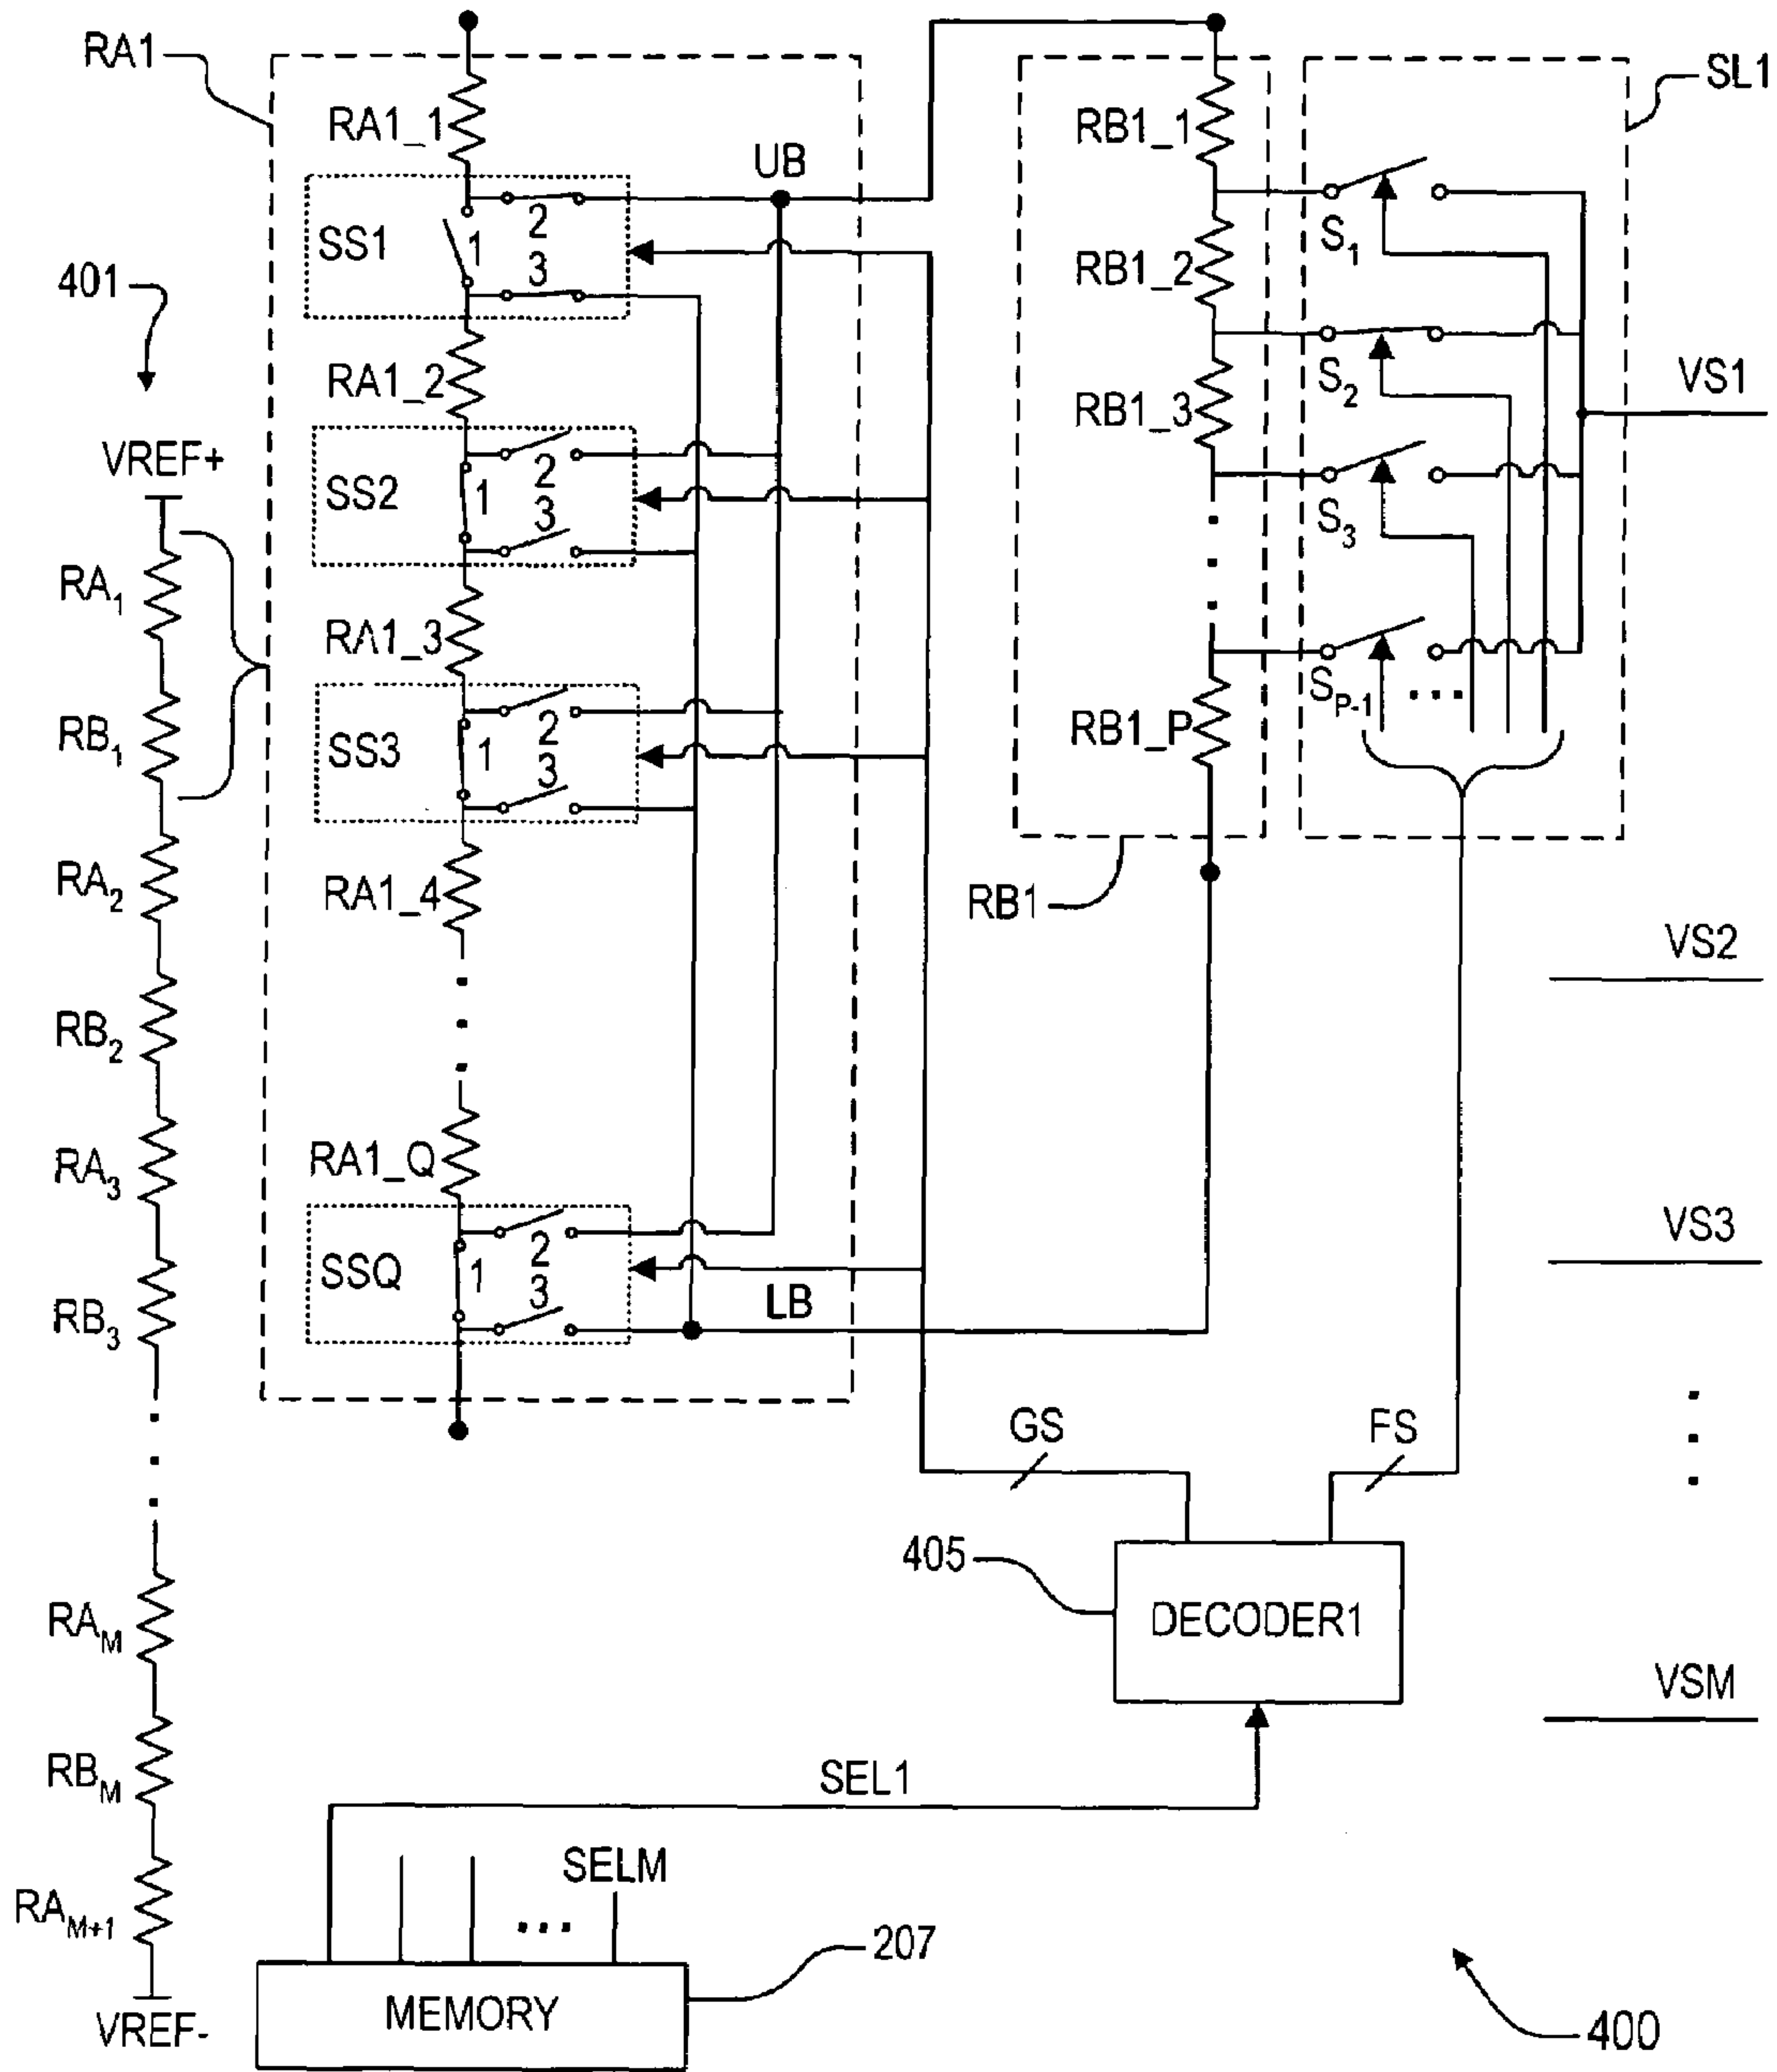 RA1
SL1
RA1_1
RB1_1
UB
SS1
1
2
3
S1
RB1_2
401
RA1_2
S2
VS1
RB1_3
VREF+
SS2
1
2
3
S3
RA1
RA1_3
SP-1
...
RB1
SS3
1
2
3
RB1_P
RA2
RA1_4
RB1
VS2
RB2
RA1_Q
RA3
VS3
SSQ
1
2
3
LB
RB3
GS
FS
405
DECODER1
RAM
VSM
RBM
SEL1
SELM
...
RAM+1
207
MEMORY
VREF-
400